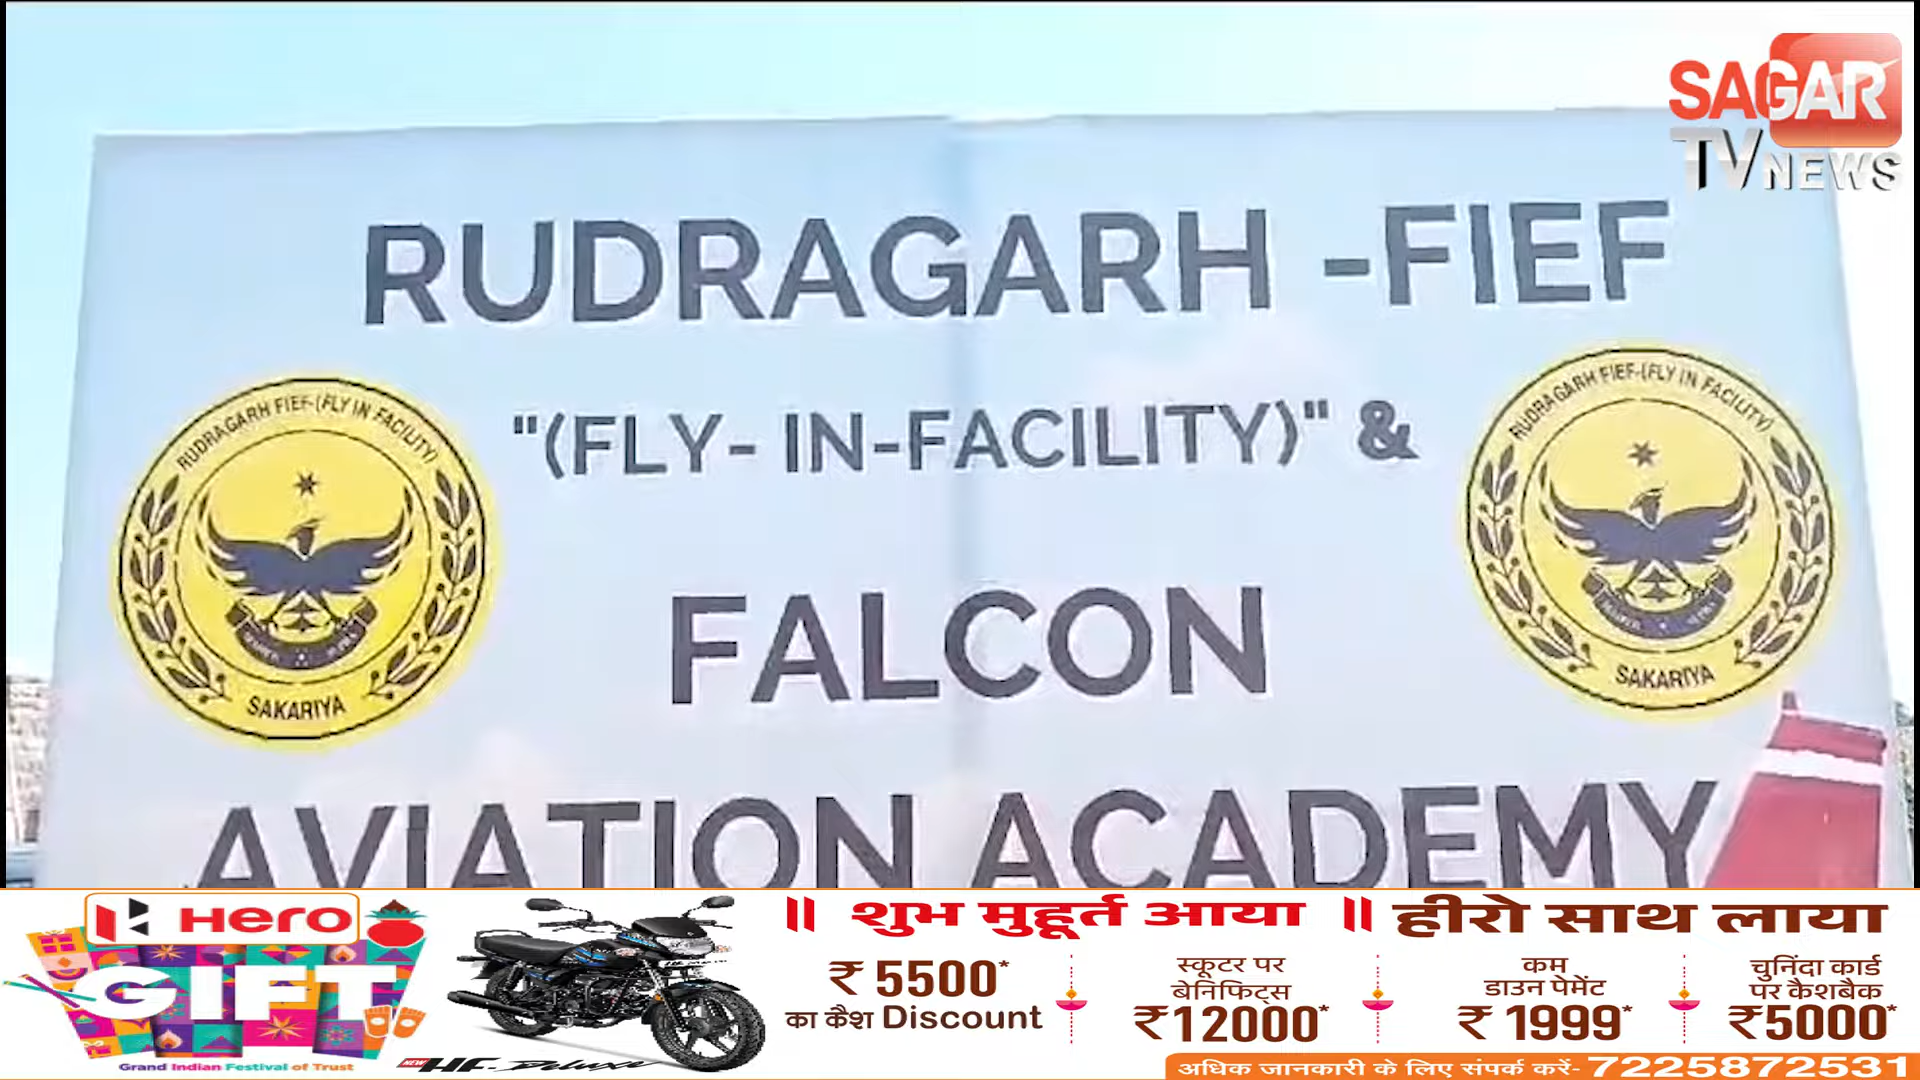 SAGAR
TV NEWS
RUDRAGARH -FIEF
"(FLY- IN-FACILITY)" &
FALCON
AVIATION ACADEMY
RUDRAGARH FIEF-(FLY IN FACILITY)
SAKARIYA
RUDRAGARH FIEF-(FLY IN FACILITY)
SAKARIYA
Hero
GIFT
Grand Indian Festival of Trust
NEW HF Deluxe
॥ शुभ मुहूर्त आया ॥ हीरो साथ लाया
₹ 5500*
का कैश Discount
स्कूटर पर
बेनिफिट्स
₹12000*
कम
डाउन पेमेंट
₹ 1999*
चुनिंदा कार्ड
पर कैशबैक
₹5000*
अधिक जानकारी के लिए संपर्क करें- 7225872531